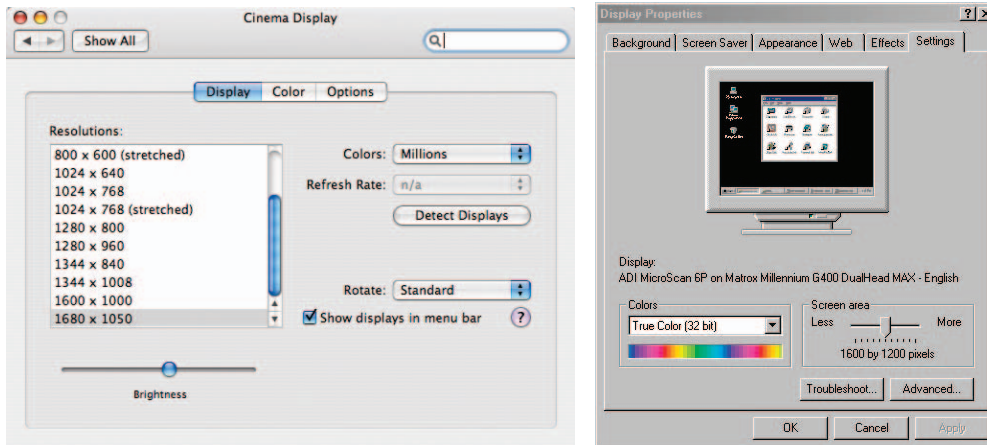 Cinema Display
Show All
Display Color Options
Resolutions:
800 x 600 (stretched)
1024 x 640
1024 x 768
1024 x 768 (stretched)
1280 x 800
1280 x 960
1344 x 840
1344 x 1008
1600 x 1000
1680 x 1050
Colors: Millions
Refresh Rate: n/a
Detect Displays
Rotate: Standard
Show displays in menu bar ?
Brightness
Display Properties ? X
Background Screen Saver Appearance Web Effects Settings
Display:
ADI MicroScan 6P on Matrox Millennium G400 DualHead MAX - English
Colors
True Color (32 bit)
Screen area
Less More
1600 by 1200 pixels
Troubleshoot... Advanced...
OK Cancel Apply